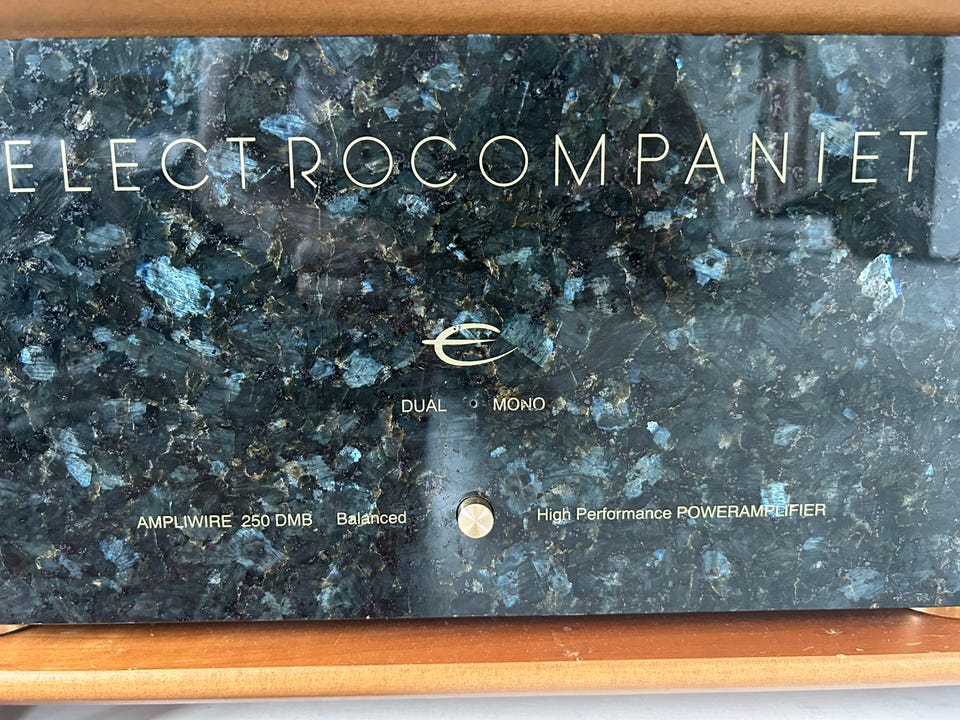 ELECTROCOMPANIET
DUAL MONO
AMPLIWIRE 250 DMB Balanced High Performance POWERAMPLIFIER